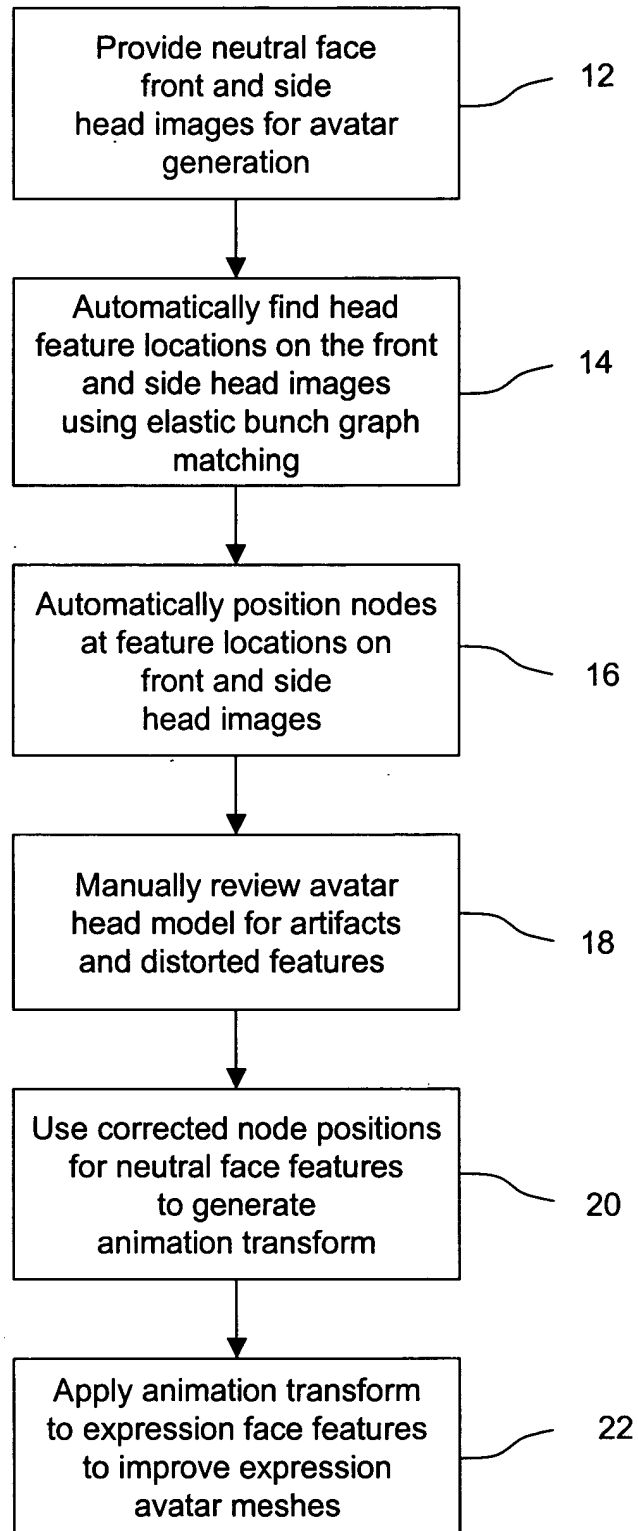 Provide neutral face
front and side
head images for avatar
generation
12
Automatically find head
feature locations on the front
and side head images
using elastic bunch graph
matching
14
Automatically position nodes
at feature locations on
front and side
head images
16
Manually review avatar
head model for artifacts
and distorted features
18
Use corrected node positions
for neutral face features
to generate
animation transform
20
Apply animation transform
to expression face features
to improve expression
avatar meshes
22